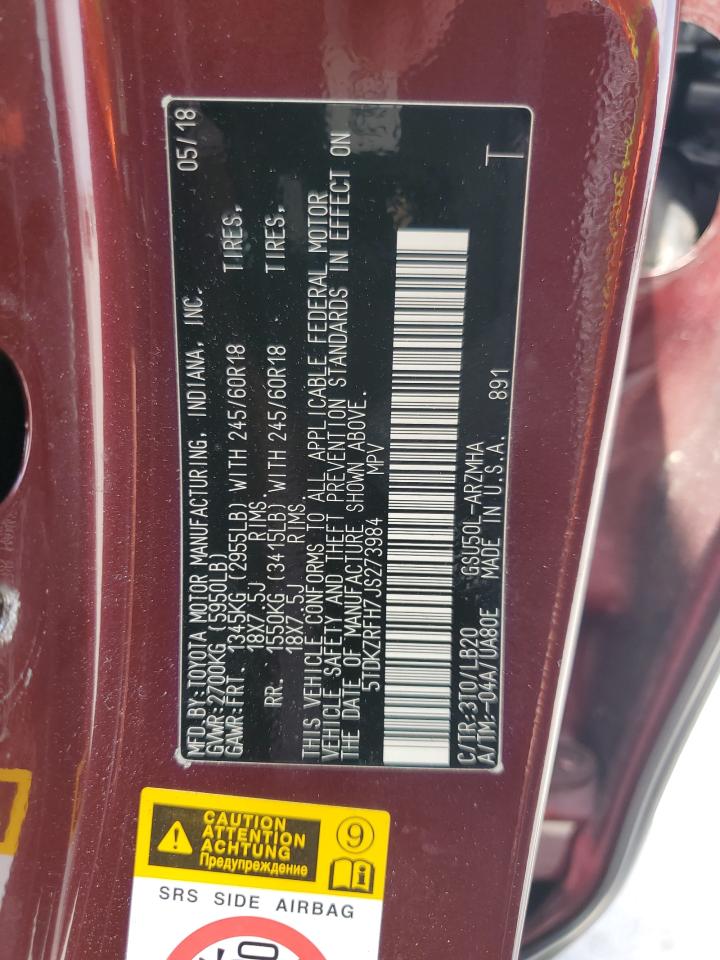 MFD.BY:TOYOTA MOTOR MANUFACTURING, INDIANA, INC. 05/18
GVWR:2700KG (5950LB)
GAWR:FRT. 1345KG (2955LB) WITH 245/60R18 TIRES,
18X7.5J RIMS.
RR. 1550KG (3415LB) WITH 245/60R18 TIRES,
18X7.5J RIMS.
THIS VEHICLE CONFORMS TO ALL APPLICABLE FEDERAL MOTOR
VEHICLE SAFETY AND THEFT PREVENTION STANDARDS IN EFFECT ON
THE DATE OF MANUFACTURE SHOWN ABOVE.
5TDKZRFH7JS273984 MPV
C/TR:3T0/LB20 GSU50L-ARZMHA T
A/TM:-04A/UA80E MADE IN U.S.A. 891
CAUTION
ATTENTION
ACHTUNG
Предупреждение
9
SRS SIDE AIRBAG